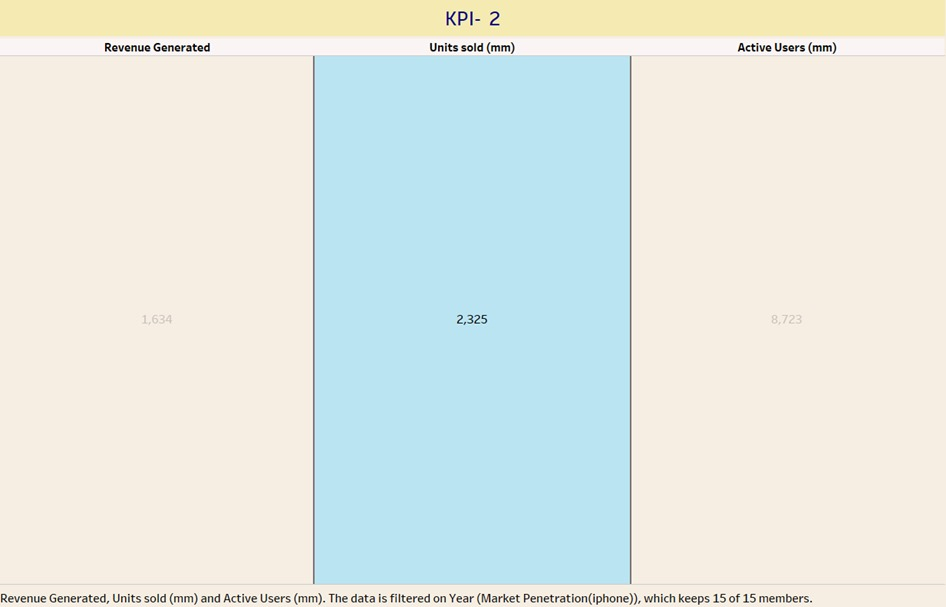 KPI- 2
Revenue Generated Units sold (mm) Active Users (mm)
1,634 2,325 8,723
Revenue Generated, Units sold (mm) and Active Users (mm). The data is filtered on Year (Market Penetration(iphone)), which keeps 15 of 15 members.